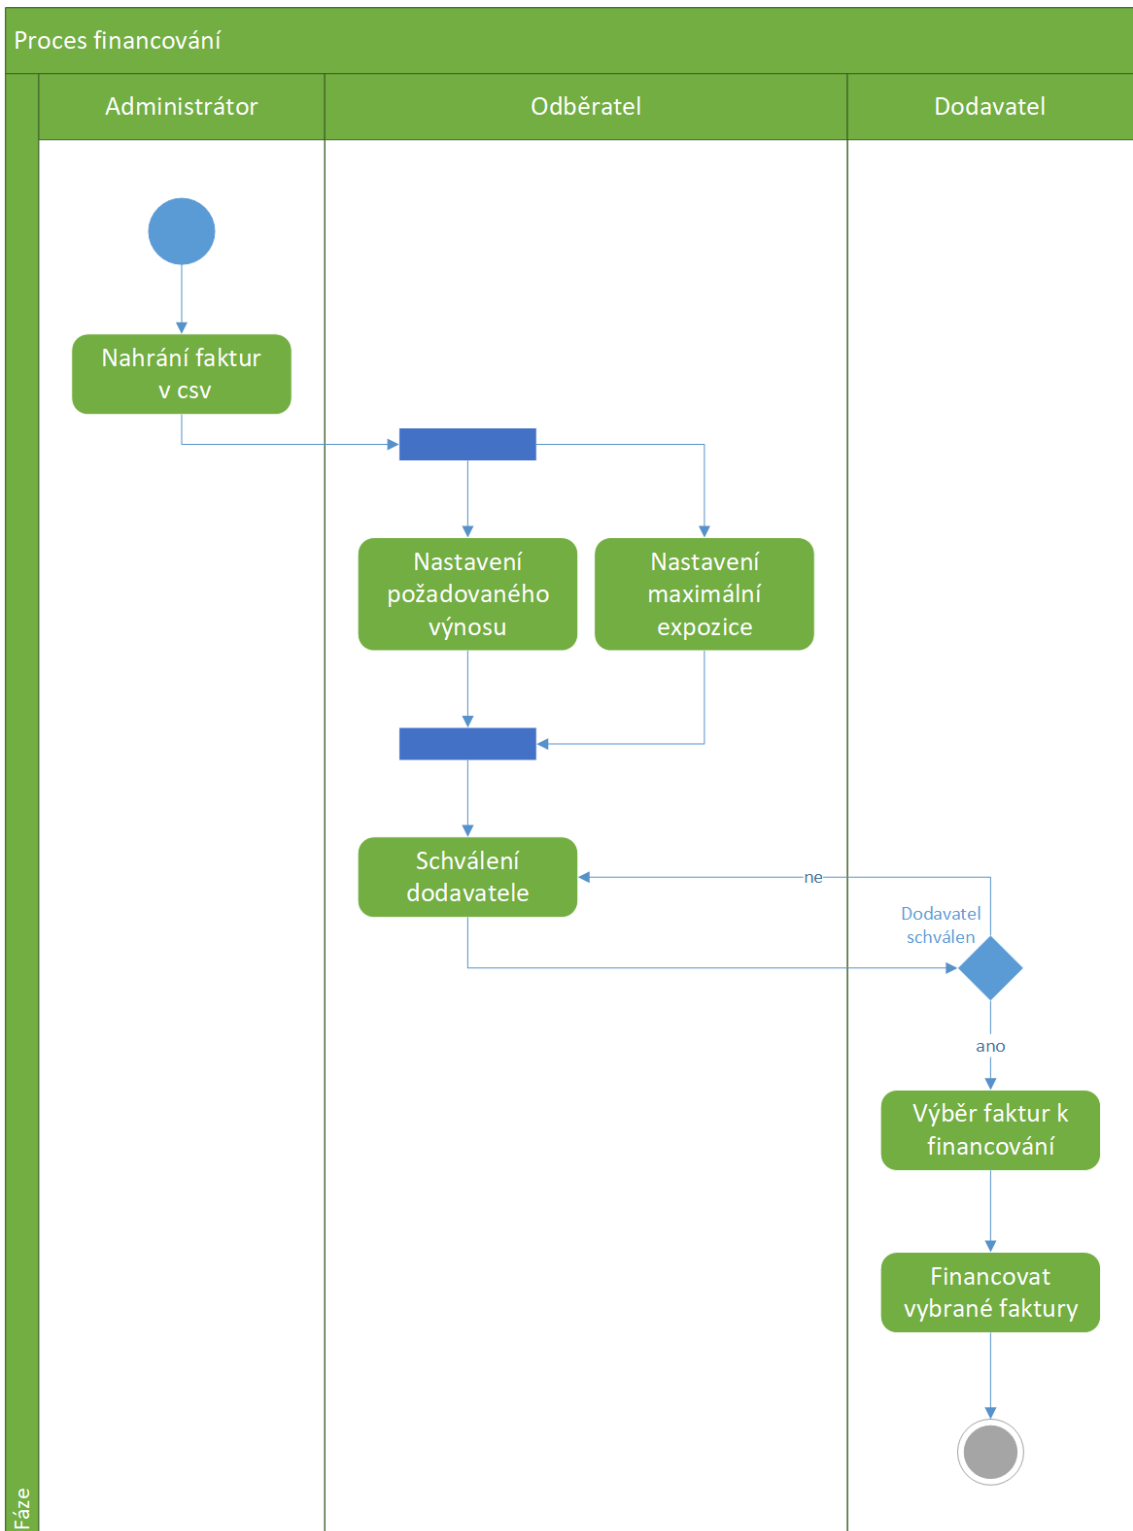 Proces financování
Administrátor
Odběratel
Dodavatel
Nahrání faktur
v csv
Nastavení
požadovaného
výnosu
Nastavení
maximální
expozice
Schválení
dodavatele
ne
Dodavatel
schválen
ano
Výběr faktur k
financování
Financovat
vybrané faktury
Fáze